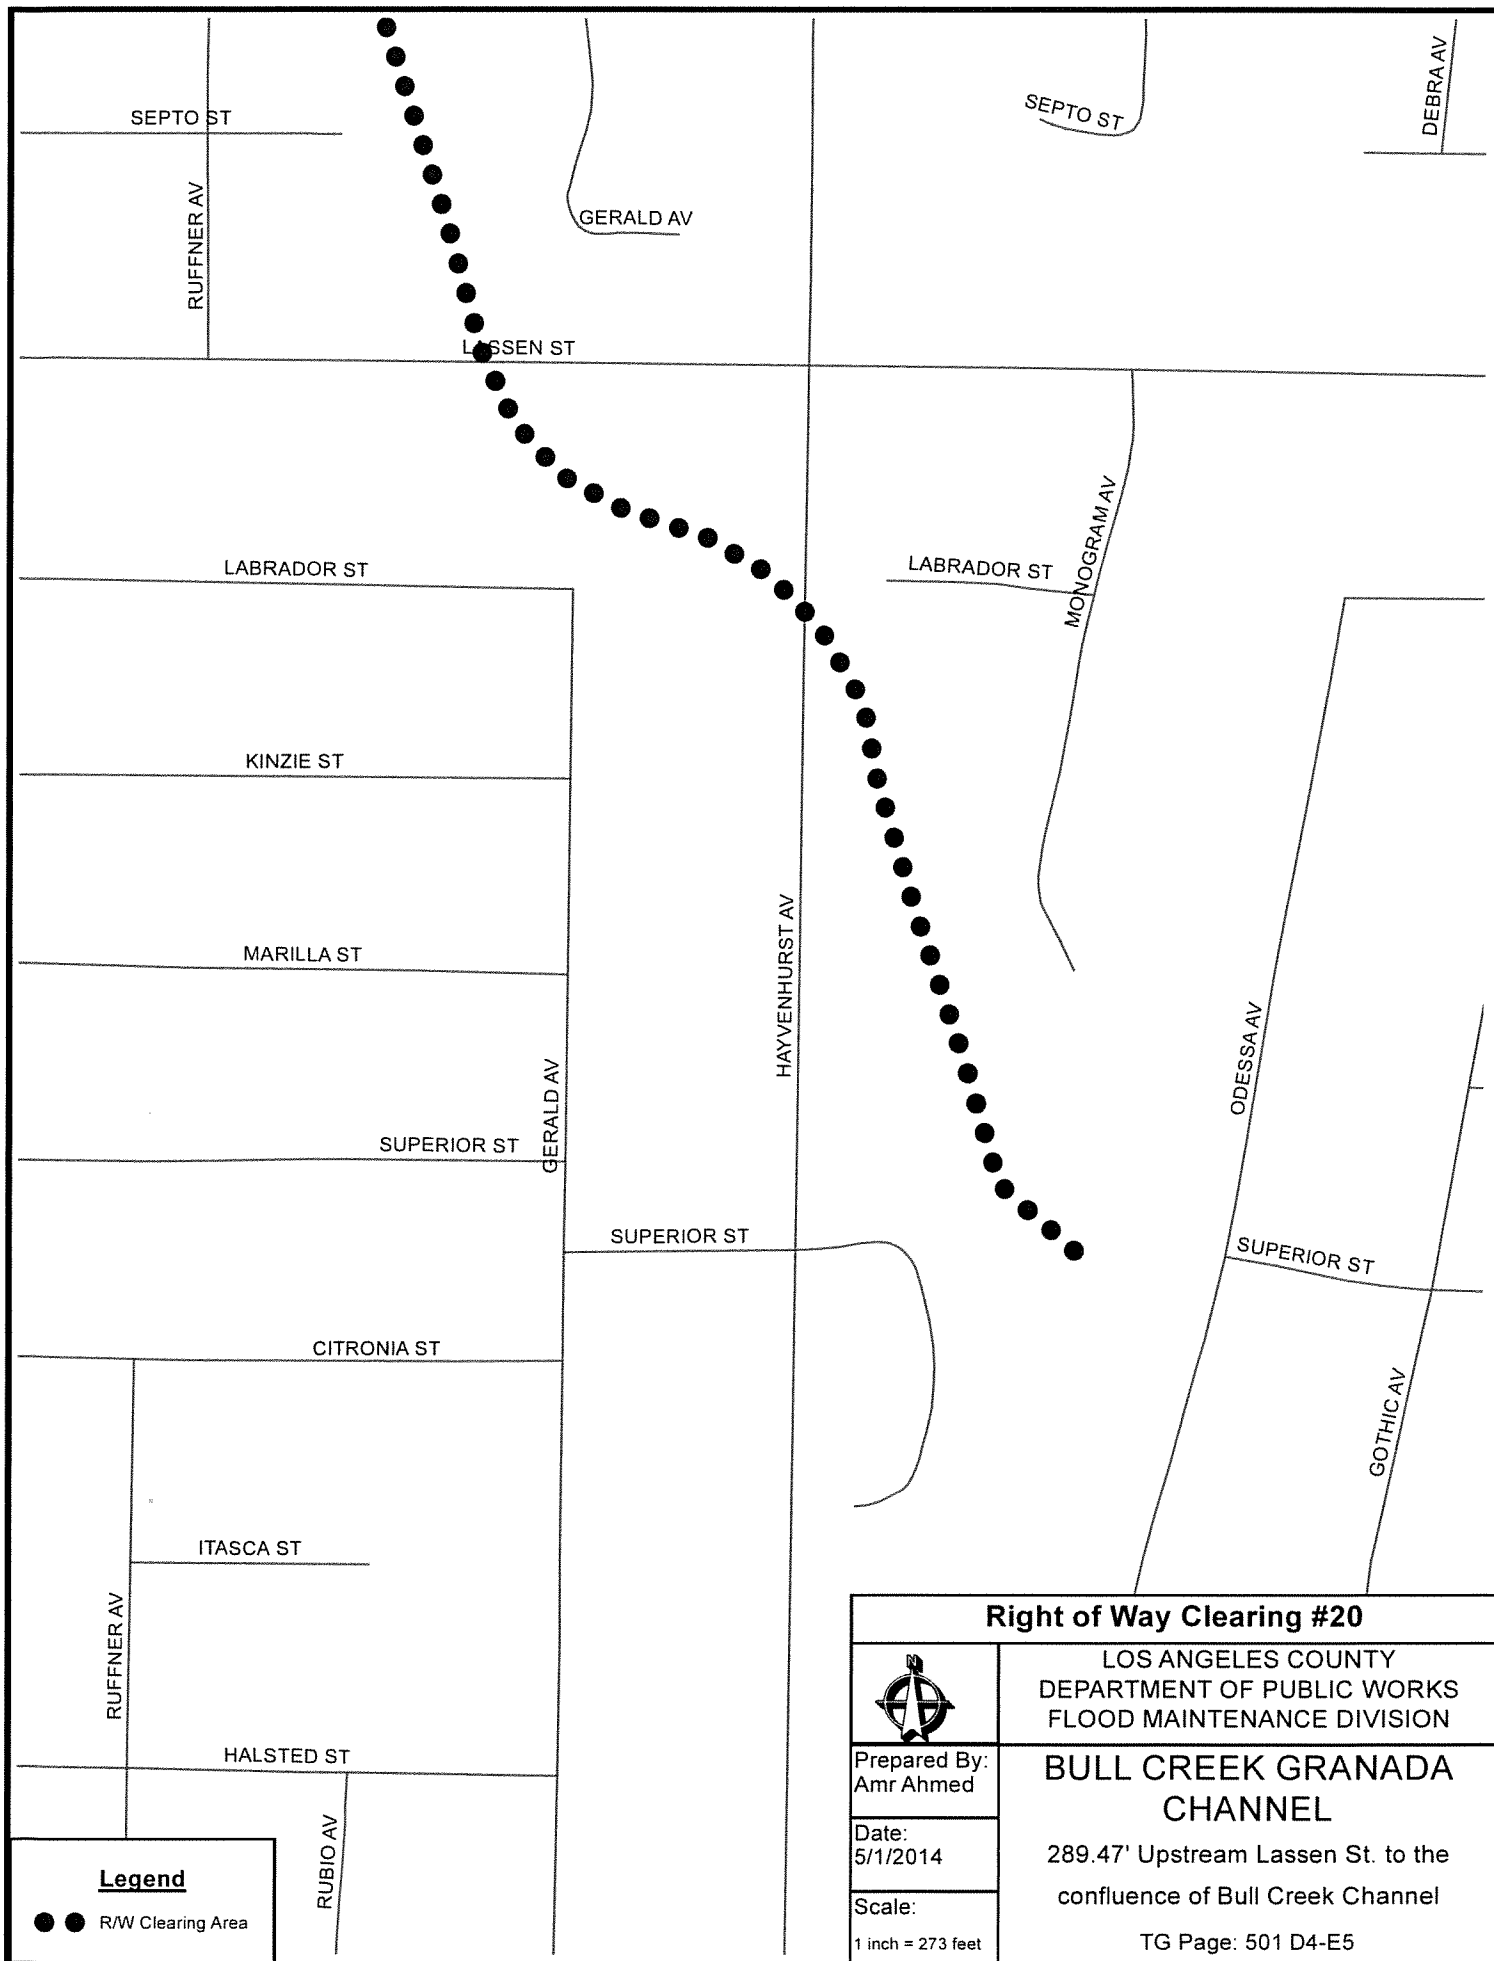 SEPTO ST
SEPTO ST
DEBRA AV
RUFFNER AV
GERALD AV
LASSEN ST
MONOGRAM AV
LABRADOR ST
LABRADOR ST
KINZIE ST
HAYVENHURST AV
MARILLA ST
ODESSA AV
GERALD AV
SUPERIOR ST
SUPERIOR ST
SUPERIOR ST
CITRONIA ST
GOTHIC AV
ITASCA ST
RUFFNER AV
HALSTED ST
RUBIO AV
Legend
R/W Clearing Area
Right of Way Clearing #20
N
LOS ANGELES COUNTY
DEPARTMENT OF PUBLIC WORKS
FLOOD MAINTENANCE DIVISION
Prepared By:
Amr Ahmed
Date:
5/1/2014
Scale:
1 inch = 273 feet
BULL CREEK GRANADA
CHANNEL
289.47' Upstream Lassen St. to the
confluence of Bull Creek Channel
TG Page: 501 D4-E5